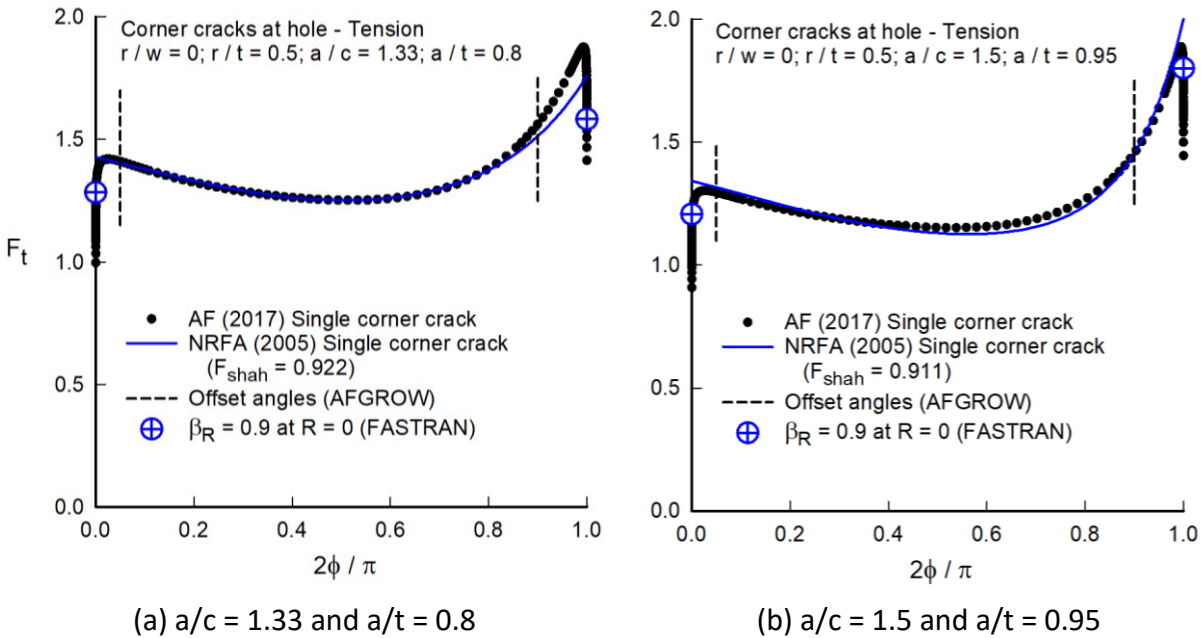 Corner cracks at hole - Tension
r / w = 0; r / t = 0.5; a / c = 1.33; a / t = 0.8
2.0
1.5
F_t
1.0
0.5
0.0
AF (2017) Single corner crack
NRFA (2005) Single corner crack
(F_shah = 0.922)
Offset angles (AFGROW)
β_R = 0.9 at R = 0 (FASTRAN)
0.0 0.2 0.4 0.6 0.8 1.0
2ϕ / π
(a) a/c = 1.33 and a/t = 0.8
Corner cracks at hole - Tension
r / w = 0; r / t = 0.5; a / c = 1.5; a / t = 0.95
2.0
1.5
1.0
0.5
0.0
AF (2017) Single corner crack
NRFA (2005) Single corner crack
(F_shah = 0.911)
Offset angles (AFGROW)
β_R = 0.9 at R = 0 (FASTRAN)
0.0 0.2 0.4 0.6 0.8 1.0
2ϕ / π
(b) a/c = 1.5 and a/t = 0.95